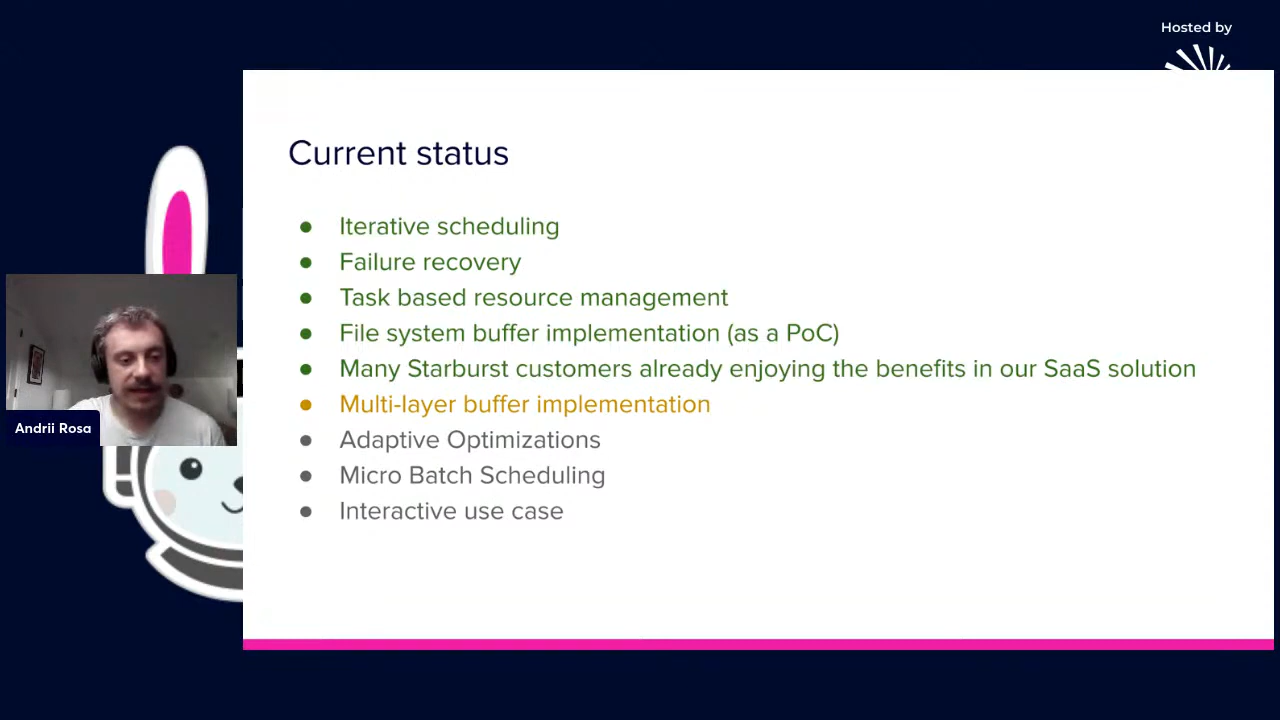 Hosted by
Current status
Iterative scheduling
Failure recovery
Task based resource management
File system buffer implementation (as a PoC)
Many Starburst customers already enjoying the benefits in our SaaS solution
Multi-layer buffer implementation
Adaptive Optimizations
Micro Batch Scheduling
Interactive use case
Andrii Rosa